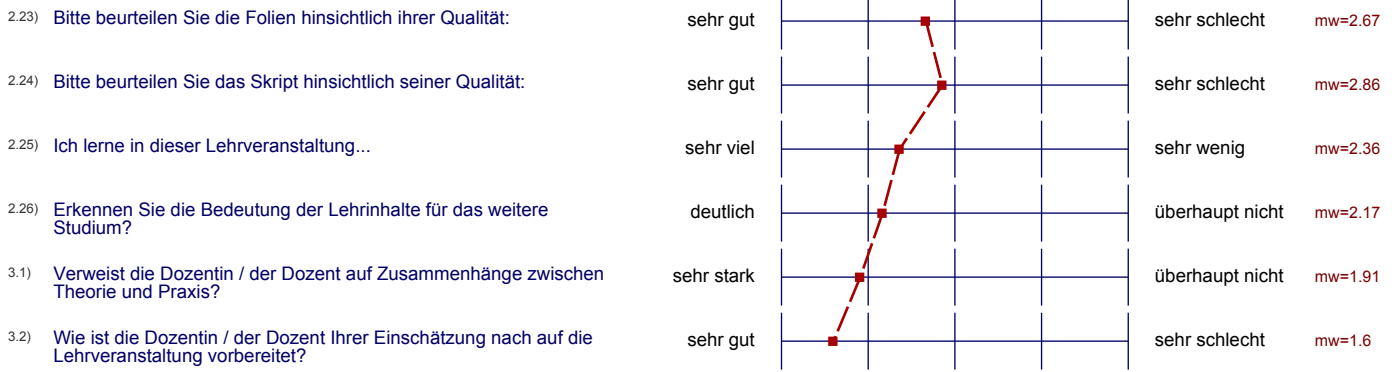 2.23) Bitte beurteilen Sie die Folien hinsichtlich ihrer Qualität: sehr gut sehr schlecht mw=2.67
2.24) Bitte beurteilen Sie das Skript hinsichtlich seiner Qualität: sehr gut sehr schlecht mw=2.86
2.25) Ich lerne in dieser Lehrveranstaltung... sehr viel sehr wenig mw=2.36
2.26) Erkennen Sie die Bedeutung der Lehrinhalte für das weitere deutlich überhaupt nicht mw=2.17
Studium?
3.1) Verweist die Dozentin / der Dozent auf Zusammenhänge zwischen sehr stark überhaupt nicht mw=1.91
Theorie und Praxis?
3.2) Wie ist die Dozentin / der Dozent Ihrer Einschätzung nach auf die sehr gut sehr schlecht mw=1.6
Lehrveranstaltung vorbereitet?